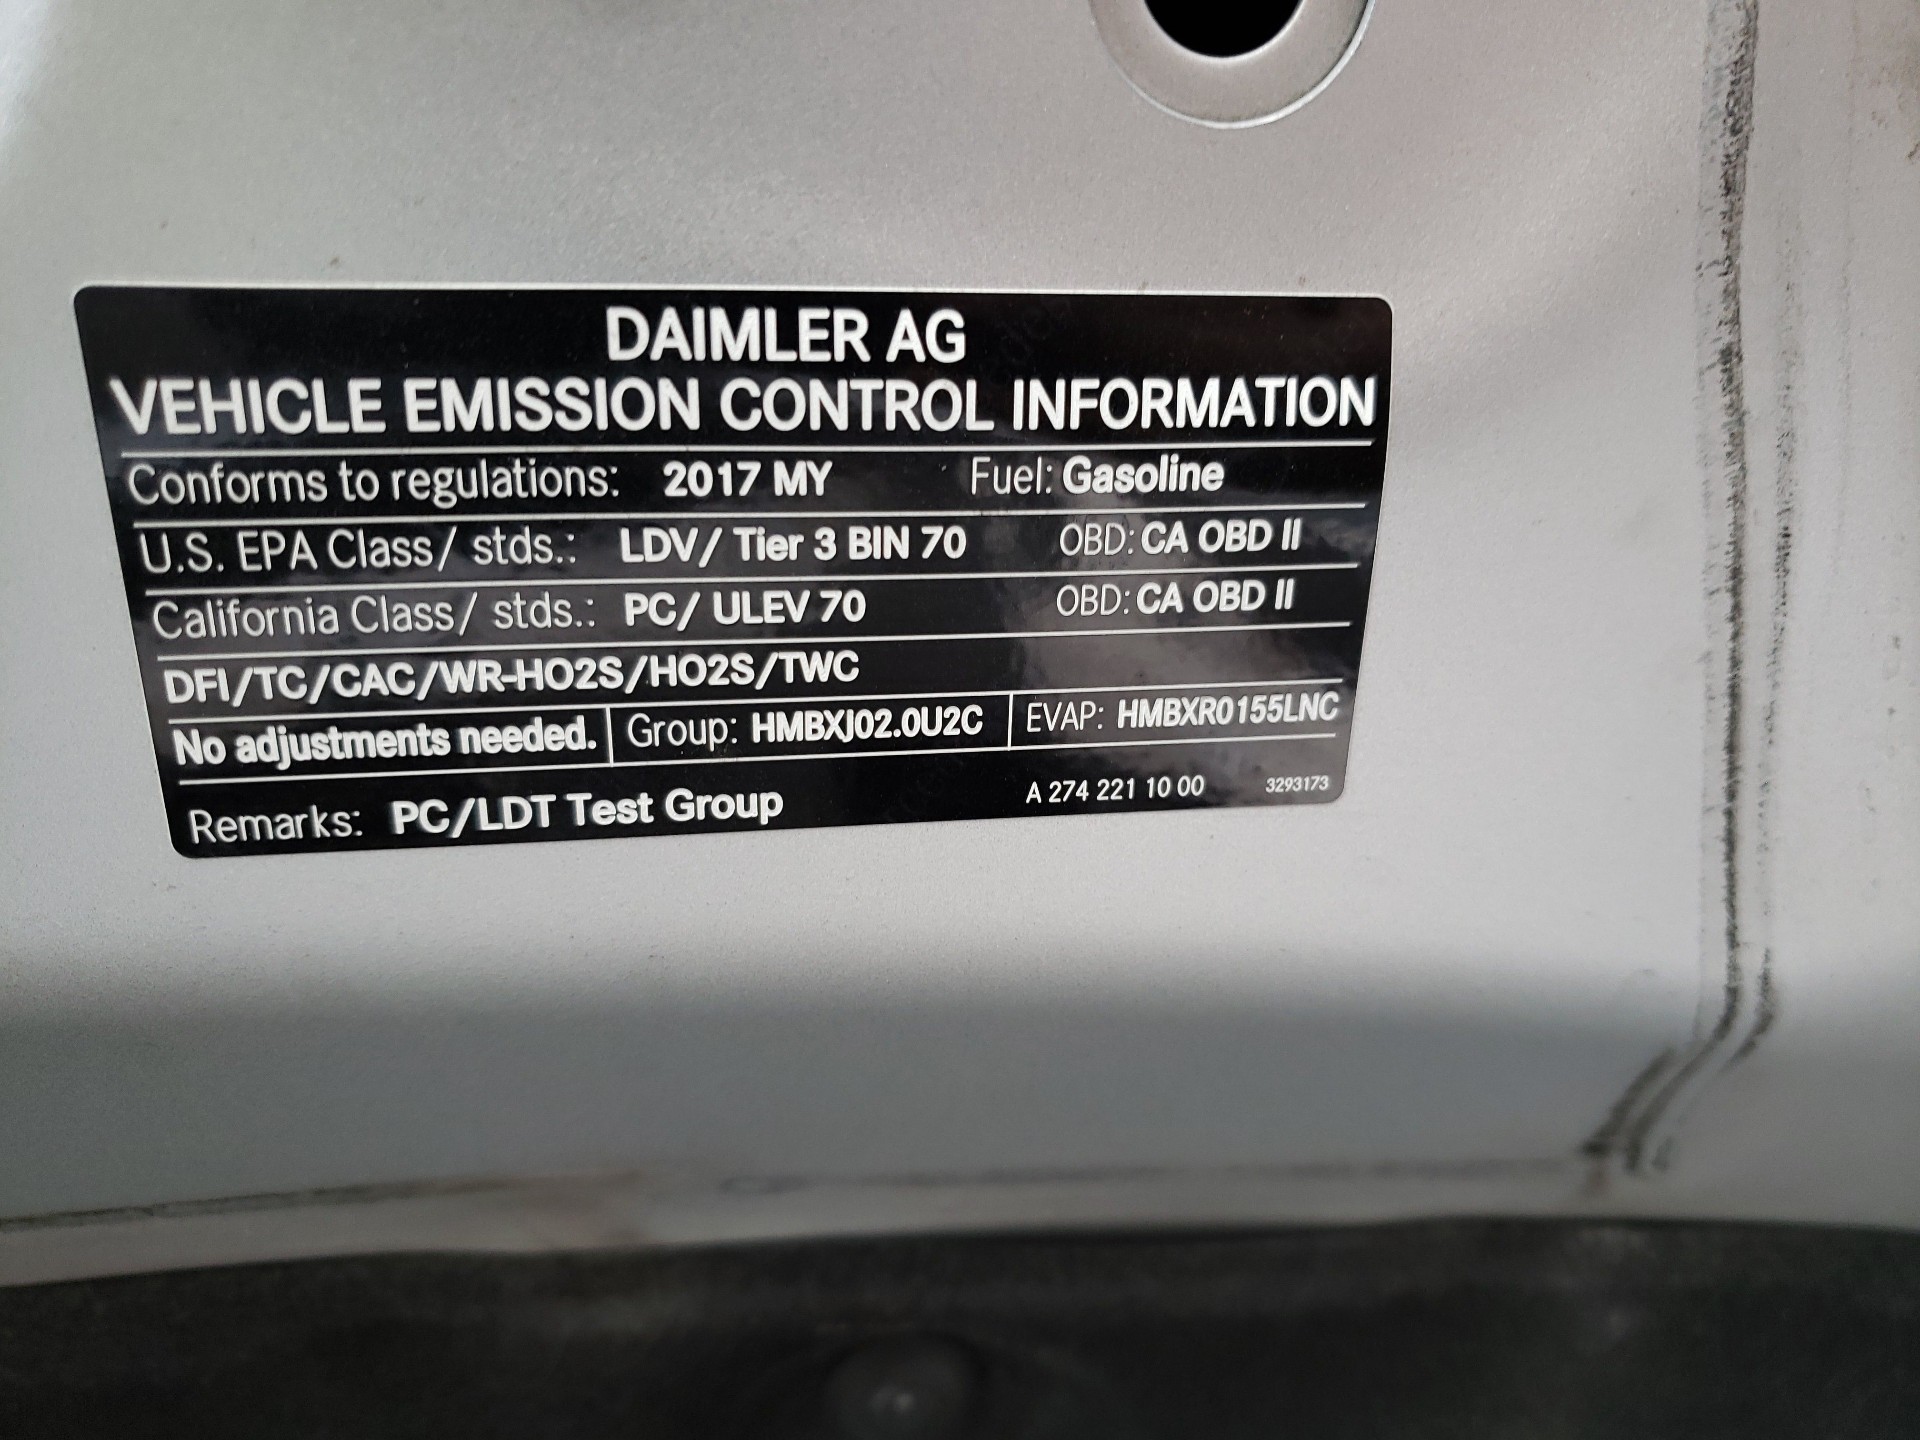 DAIMLER AG
VEHICLE EMISSION CONTROL INFORMATION
Conforms to regulations: 2017 MY Fuel: Gasoline
U.S. EPA Class/ stds.: LDV/ Tier 3 BIN 70 OBD: CA OBD II
California Class/ stds.: PC/ ULEV 70 OBD: CA OBD II
DFI/TC/CAC/WR-HO2S/HO2S/TWC
No adjustments needed. Group: HMBXJ02.0U2C EVAP: HMBXR0155LNC
Remarks: PC/LDT Test Group A 274 221 10 00 3293173